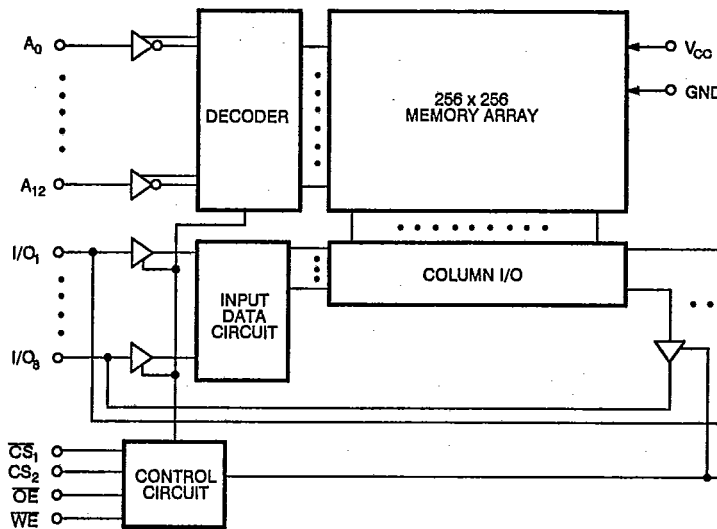 A0
DECODER
256 x 256
MEMORY ARRAY
VCC
GND
A12
I/O1
INPUT
DATA
CIRCUIT
COLUMN I/O
I/O8
CS1
CS2
OE
WE
CONTROL
CIRCUIT